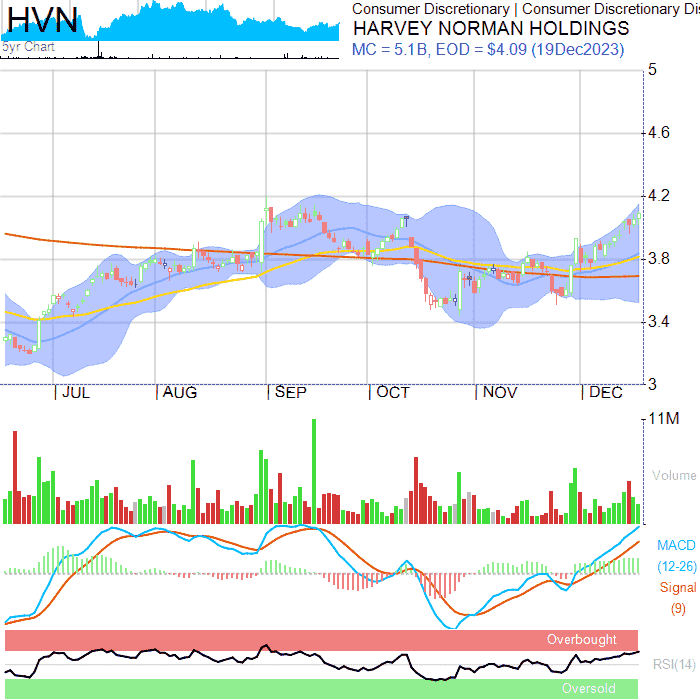 HVN
5yr Chart
Consumer Discretionary | Consumer Discretionary Dis
HARVEY NORMAN HOLDINGS
MC = 5.1B, EOD = $4.09 (19Dec2023)
5
4.6
4.2
3.8
3.4
3
JUL AUG SEP OCT NOV DEC
11M
Volume
MACD
(12-26)
Signal
(9)
Overbought
RSI(14)
Oversold